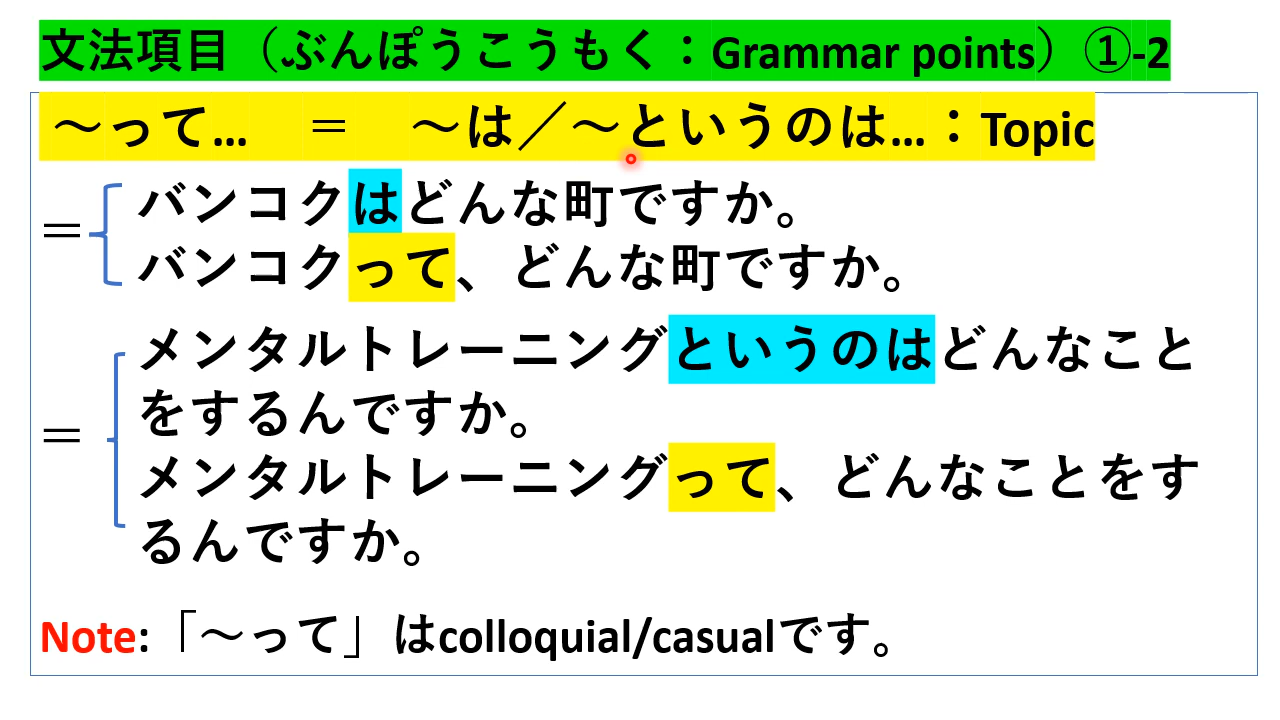 文法項目（ぶんぽうこうもく：Grammar points）①-2
～って… ＝ ～は／～というのは…：Topic
バンコクはどんな町ですか。
＝
バンコクって、どんな町ですか。
メンタルトレーニングというのはどんなこと
をするんですか。
＝
メンタルトレーニングって、どんなことをす
るんですか。
Note:「～って」はcolloquial/casualです。